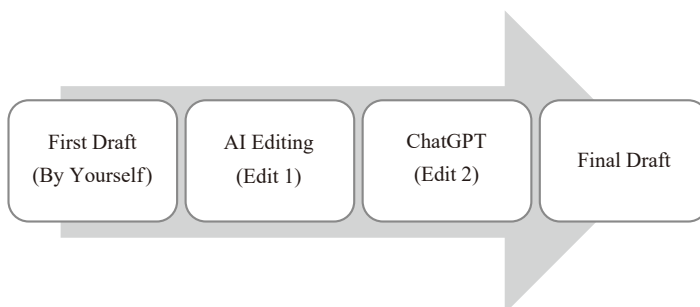 First Draft
(By Yourself)
AI Editing
(Edit 1)
ChatGPT
(Edit 2)
Final Draft